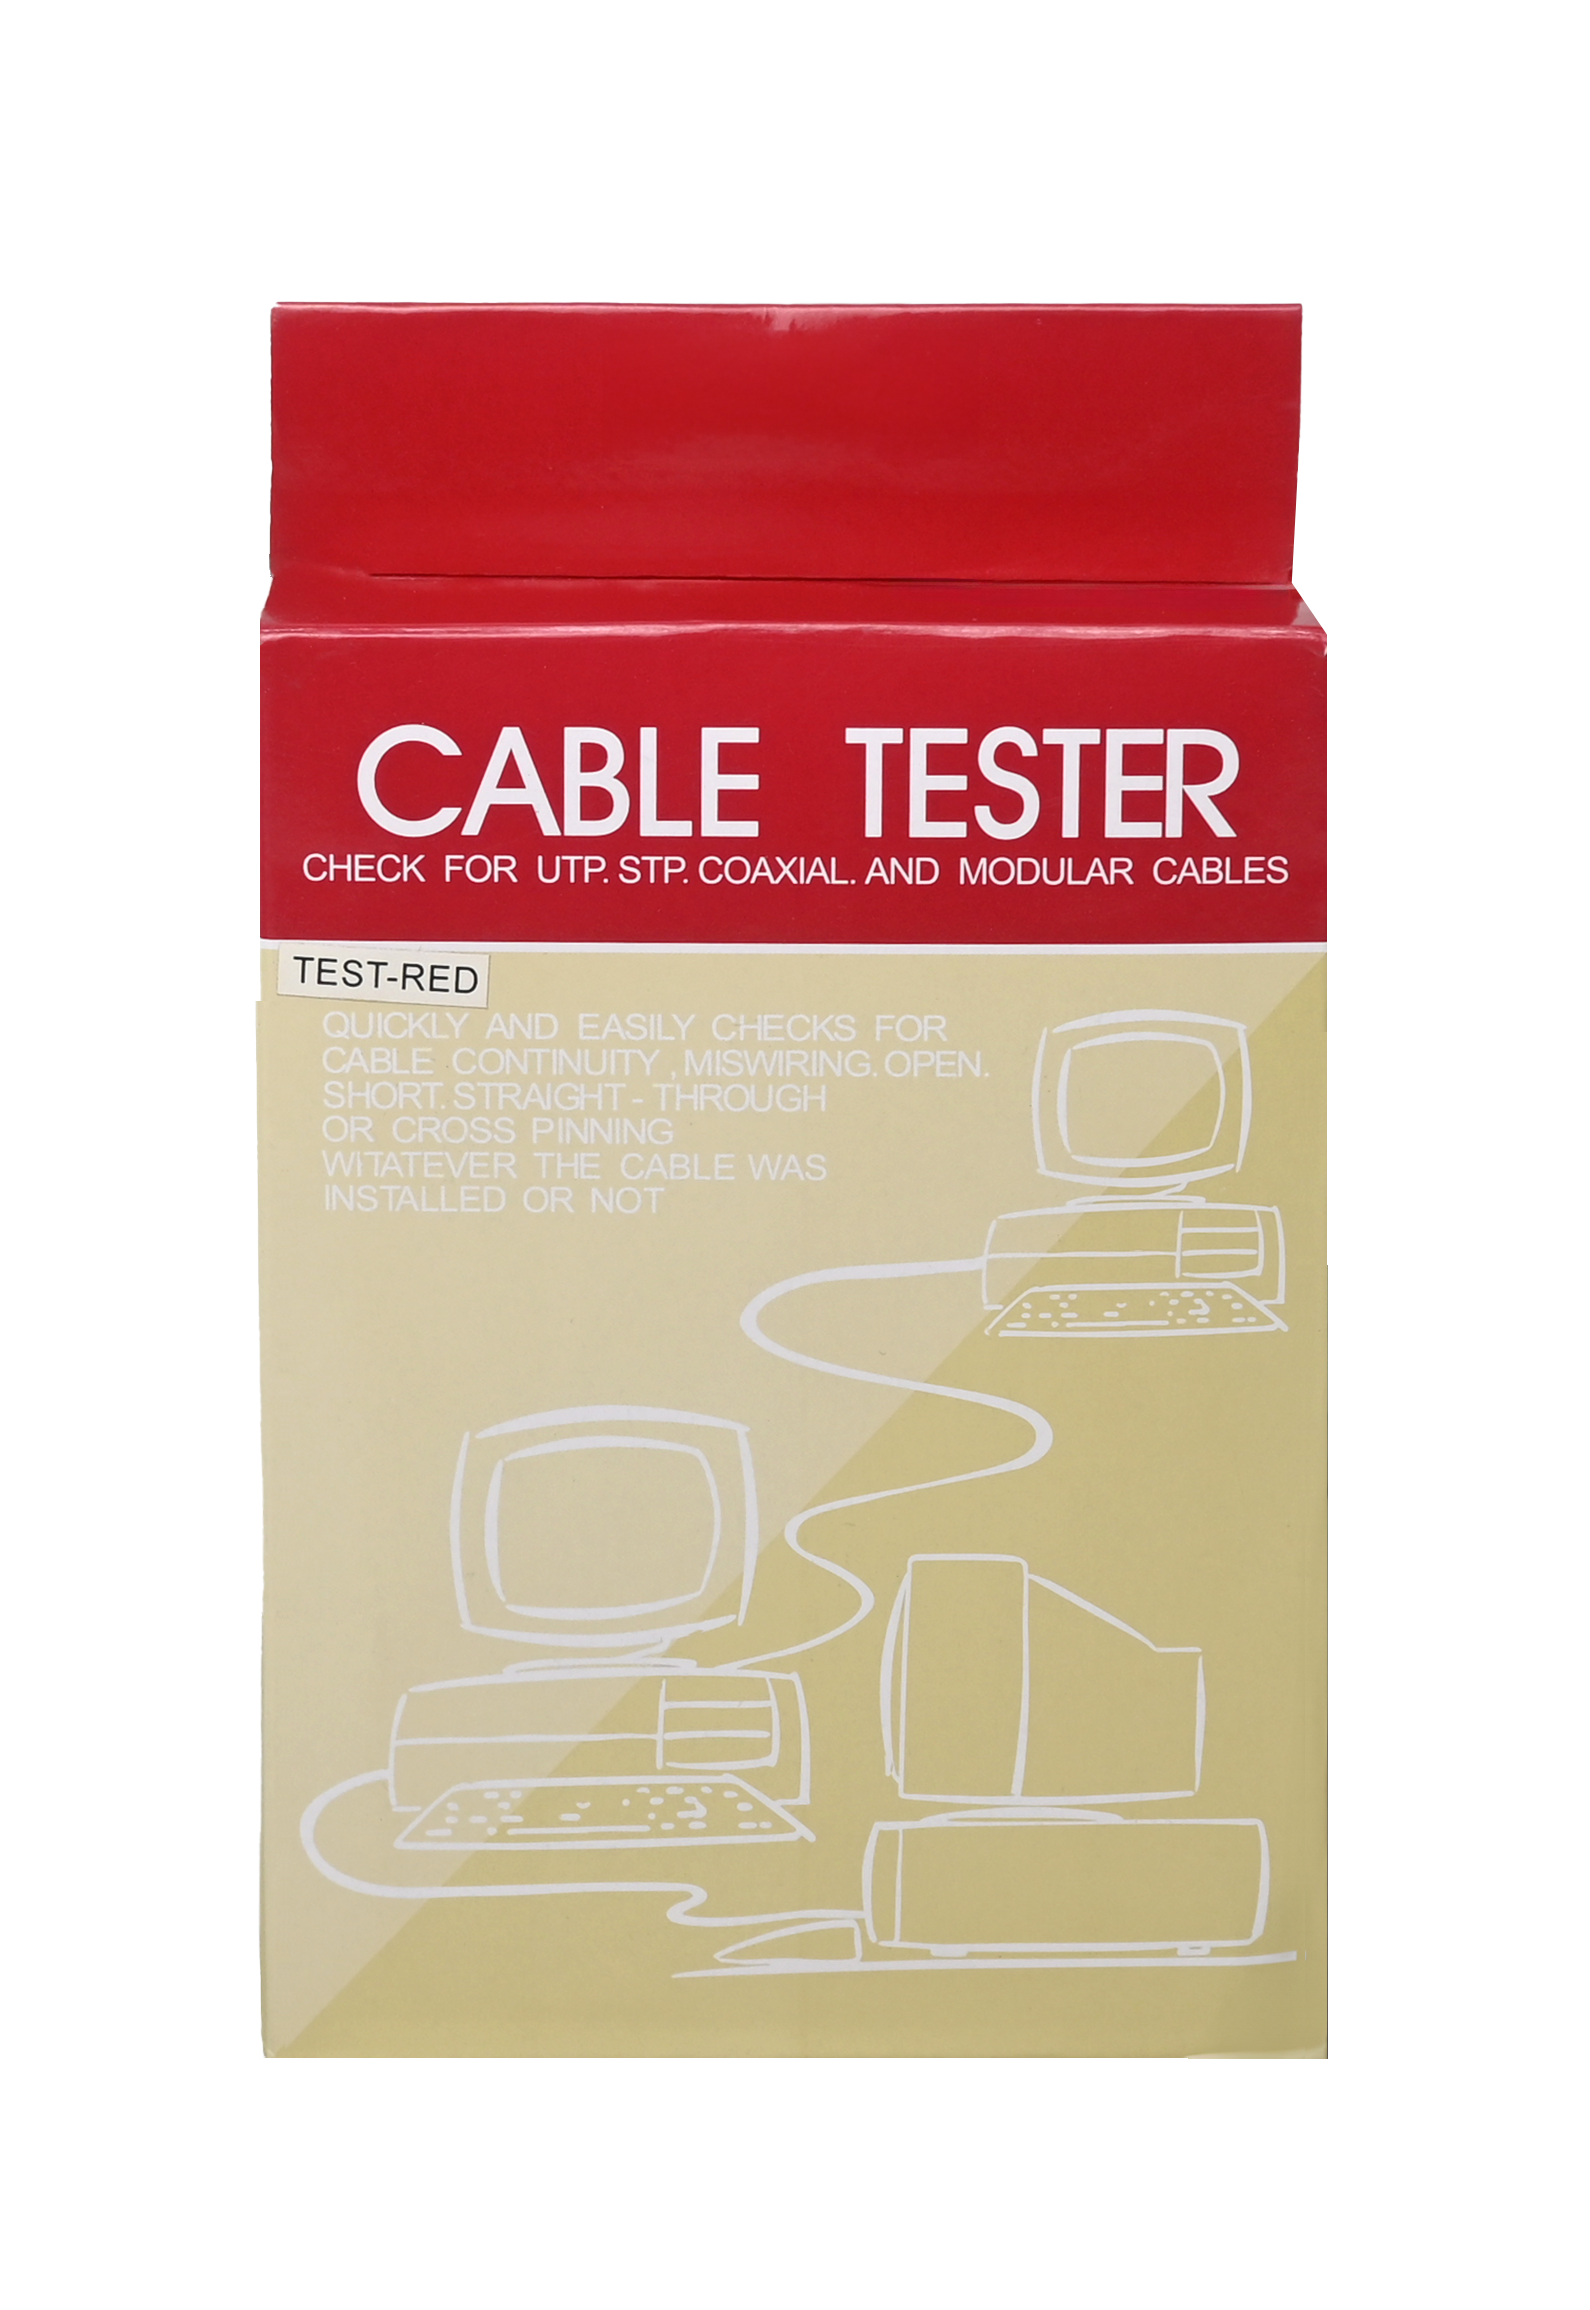 CABLE TESTER
CHECK FOR UTP. STP. COAXIAL. AND MODULAR CABLES
TEST-RED
QUICKLY AND EASILY CHECKS FOR
CABLE CONTINUITY , MISWIRING. OPEN.
SHORT. STRAIGHT - THROUGH
OR CROSS PINNING
WITATEVER THE CABLE WAS
INSTALLED OR NOT